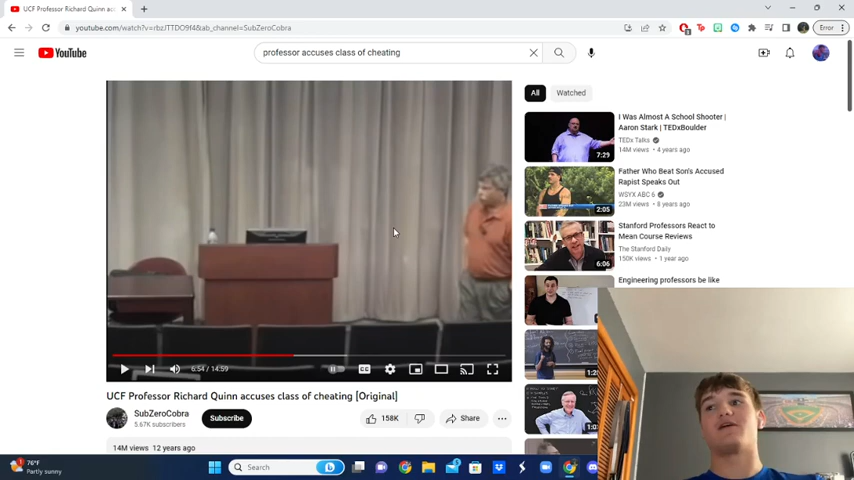 UCF Professor Richard Quinn ac
youtube.com/watch?v=rbzJTTDO9f4&ab_channel=SubZeroCobra
Error
YouTube
professor accuses class of cheating
All
Watched
I Was Almost A School Shooter |
Aaron Stark | TEDxBoulder
TEDx Talks
14M views • 4 years ago
7:29
Father Who Beat Son's Accused
Rapist Speaks Out
WSYX ABC 6
23M views • 8 years ago
2:05
Stanford Professors React to
Mean Course Reviews
The Stanford Daily
150K views • 1 year ago
6:06
Engineering professors be like
6:54 / 14:59
CC
UCF Professor Richard Quinn accuses class of cheating [Original]
SubZeroCobra
5.67K subscribers
Subscribe
158K
Share
14M views 12 years ago
76°F
Partly sunny
Search